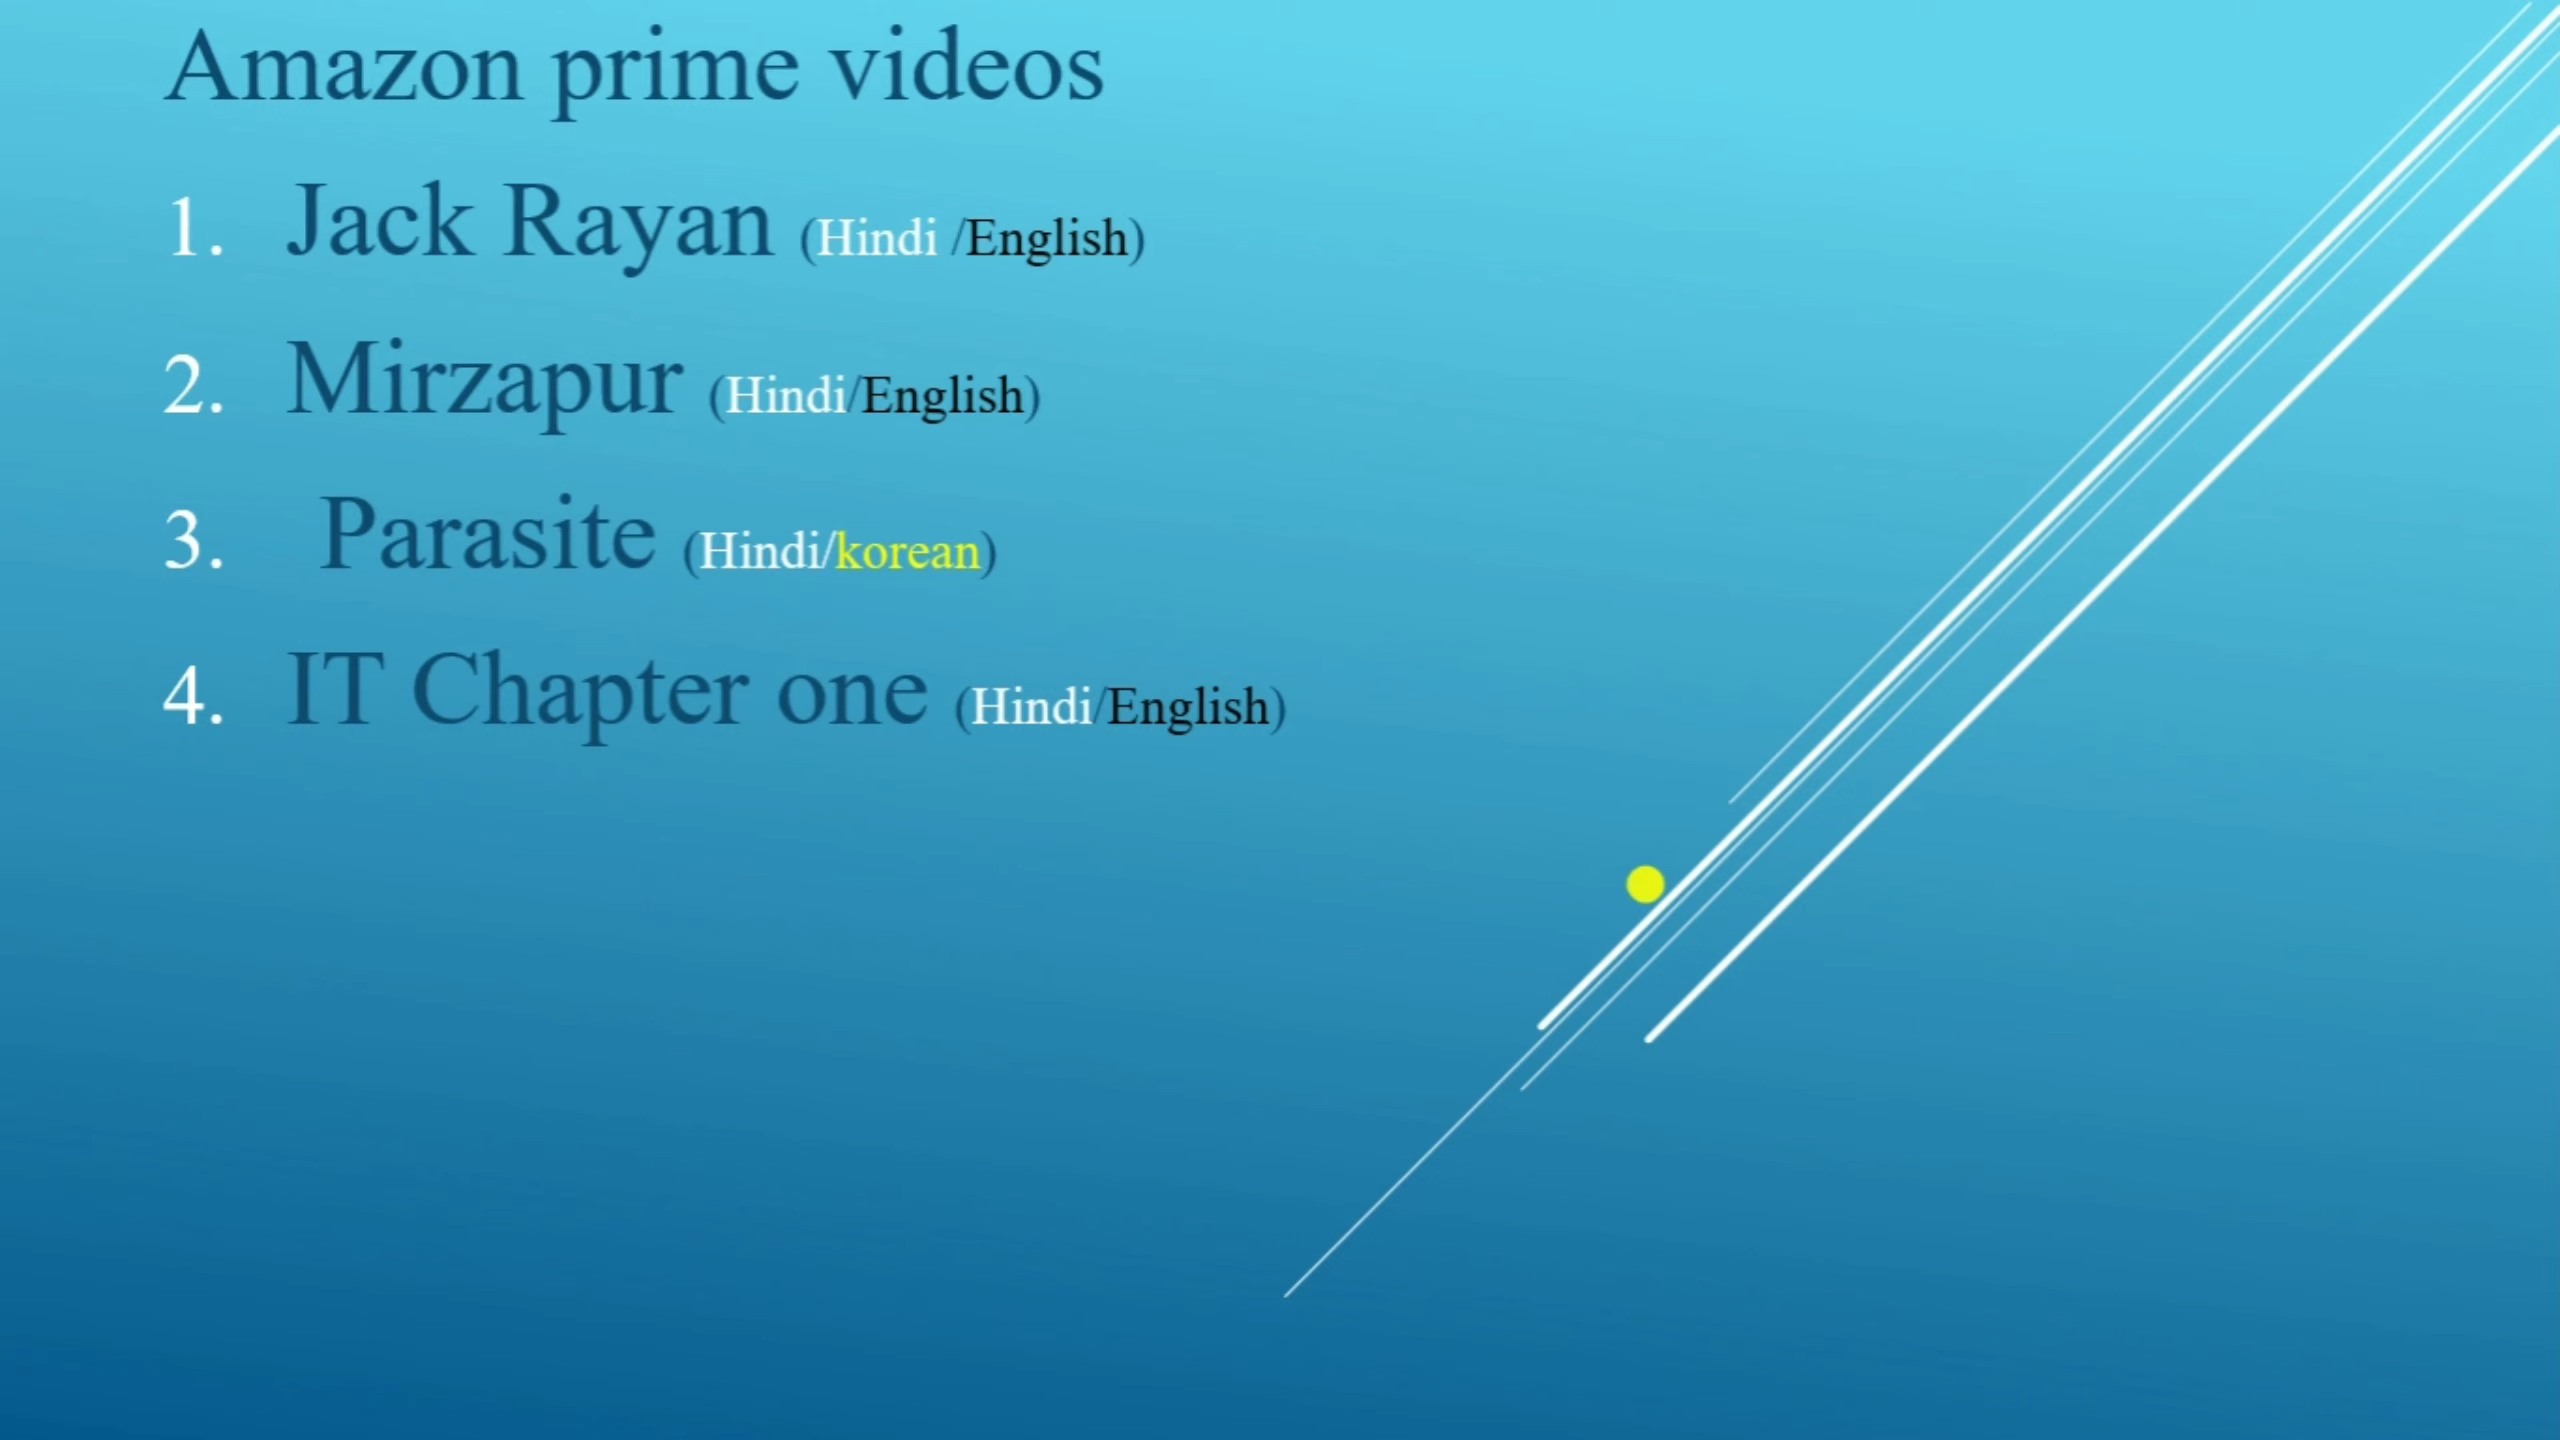 Amazon prime videos
1. Jack Rayan (Hindi /English)
2. Mirzapur (Hindi/English)
3. Parasite (Hindi/korean)
4. IT Chapter one (Hindi/English)